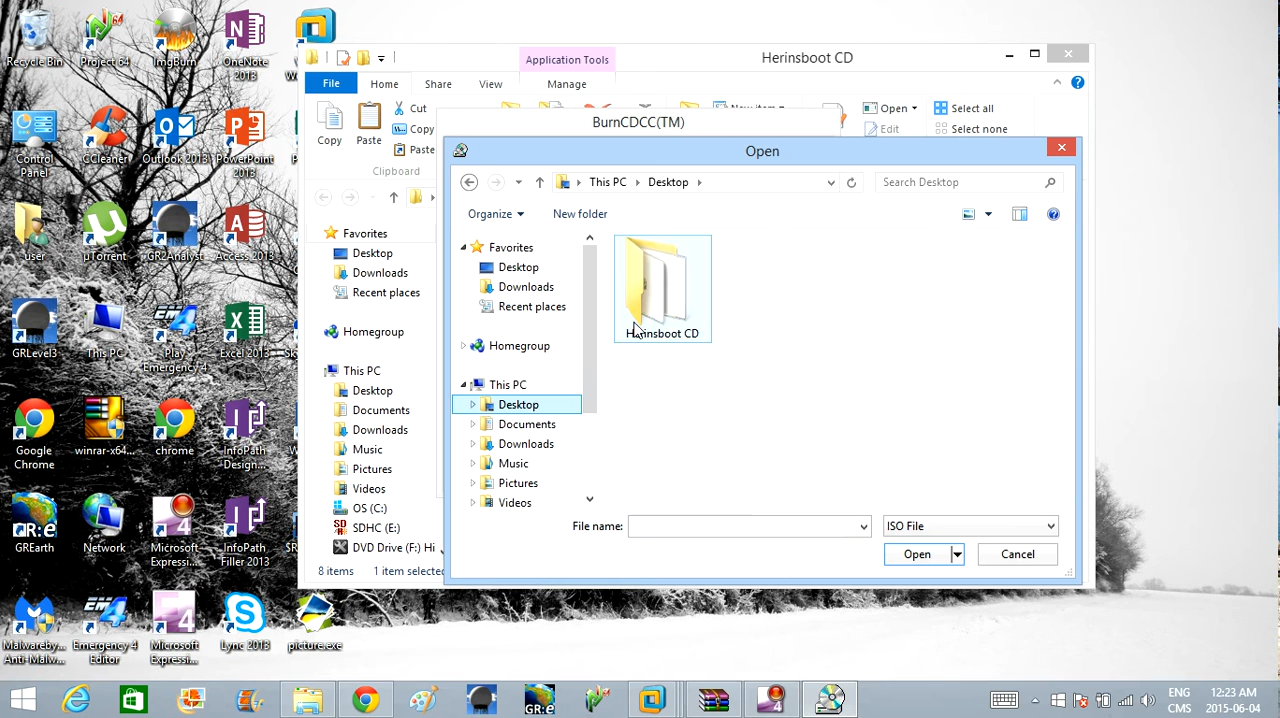 Recycle Bin
Project 64
ImgBurn
OneNote
2013
Control
Panel
CCleaner
Outlook 2013
PowerPoint
2013
user
µTorrent
GR2Analyst
Access 2013
GRLevel3
This PC
Play
Emergency 4
Excel 2013
Google
Chrome
winrar-x64...
chrome
InfoPath
Design...
GREarth
Network
Microsoft
Expressi...
InfoPath
Filler 2013
Malwareby...
Anti-Malw...
Emergency 4
Editor
Microsoft
Expressi...
Lync 2013
picture.exe
Application Tools
Herinsboot CD
File
Home
Share
View
Manage
Copy
Paste
Cut
Copy
Paste
Clipboard
New item
Open
Edit
Select all
Select none
Favorites
Desktop
Downloads
Recent places
Homegroup
This PC
Desktop
Documents
Downloads
Music
Pictures
Videos
OS (C:)
SDHC (E:)
DVD Drive (F:) Hi
8 items 1 item selected
BurnCDCC(TM)
Open
This PC
Desktop
Search Desktop
Organize
New folder
Favorites
Desktop
Downloads
Recent places
Homegroup
This PC
Desktop
Documents
Downloads
Music
Pictures
Videos
Herinsboot CD
File name:
ISO File
Open
Cancel
ENG
CMS
12:23 AM
2015-06-04